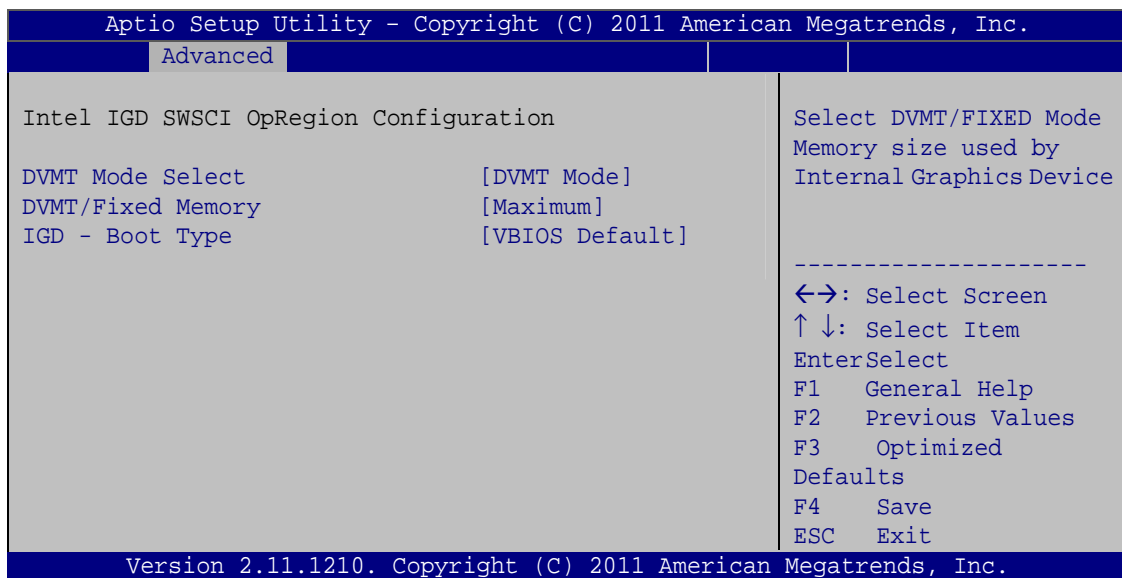 Aptio Setup Utility – Copyright (C) 2011 American Megatrends, Inc.
Advanced
Intel IGD SWSCI OpRegion Configuration
DVMT Mode Select [DVMT Mode]
DVMT/Fixed Memory [Maximum]
IGD - Boot Type [VBIOS Default]
Select DVMT/FIXED Mode
Memory size used by
Internal Graphics Device
---------------------
←→: Select Screen
↑ ↓: Select Item
EnterSelect
F1 General Help
F2 Previous Values
F3 Optimized
Defaults
F4 Save
ESC Exit
Version 2.11.1210. Copyright (C) 2011 American Megatrends, Inc.